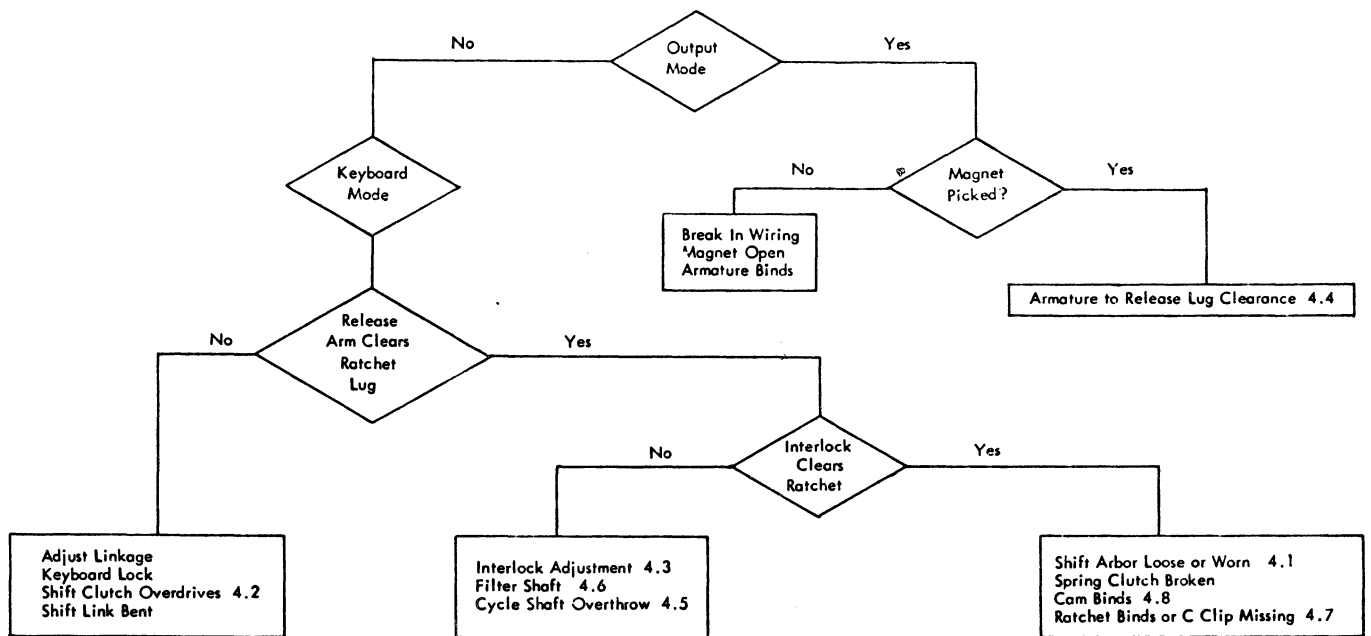 No
Output
Mode
Yes
Keyboard
Mode
No
Magnet
Picked?
Yes
Break In Wiring
Magnet Open
Armature Binds
Armature to Release Lug Clearance 4.4
No
Release
Arm Clears
Ratchet
Lug
Yes
No
Interlock
Clears
Ratchet
Yes
Adjust Linkage
Keyboard Lock
Shift Clutch Overdrives 4.2
Shift Link Bent
Interlock Adjustment 4.3
Filter Shaft 4.6
Cycle Shaft Overthrow 4.5
Shift Arbor Loose or Worn 4.1
Spring Clutch Broken
Cam Binds 4.8
Ratchet Binds or C Clip Missing 4.7